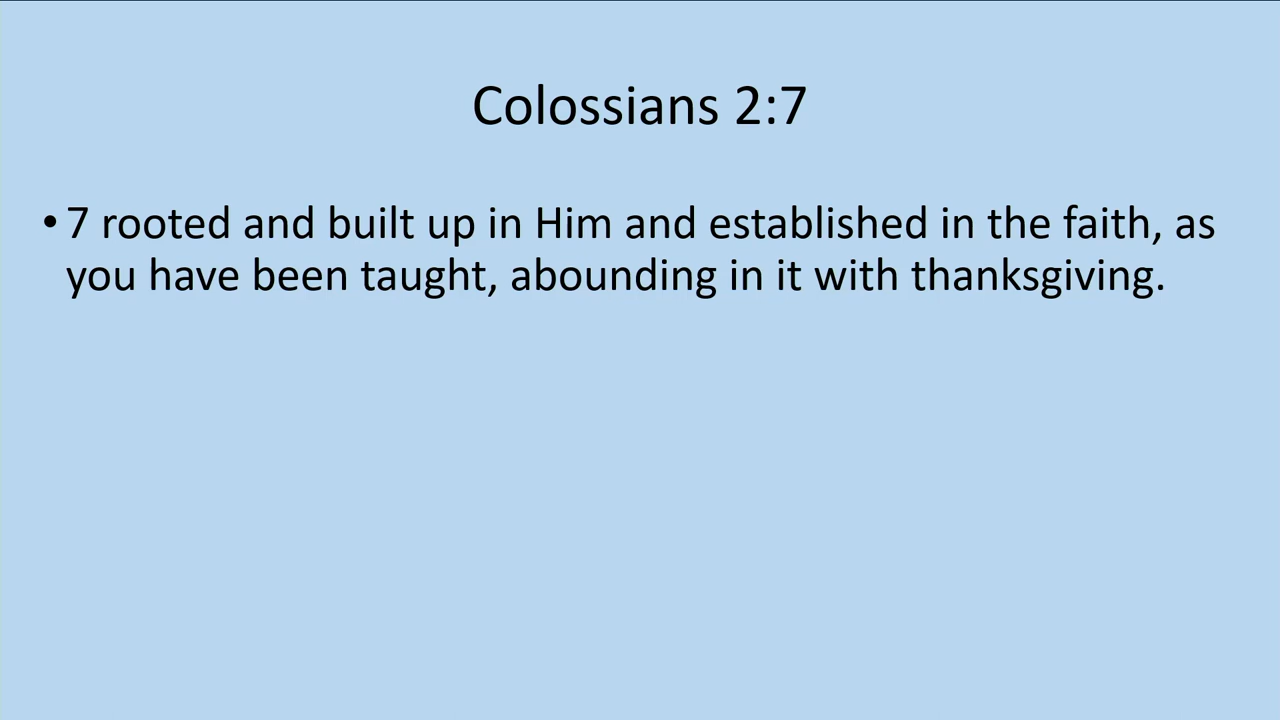 Colossians 2:7
• 7 rooted and built up in Him and established in the faith, as
you have been taught, abounding in it with thanksgiving.